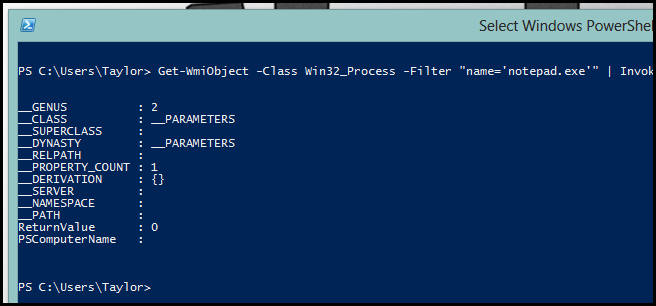 Select Windows PowerShel
PS C:\Users\Taylor> Get-WmiObject -Class Win32_Process -Filter "name='notepad.exe'" | Invok
__GENUS          : 2
__CLASS          : __PARAMETERS
__SUPERCLASS     :
__DYNASTY        : __PARAMETERS
__RELPATH        :
__PROPERTY_COUNT : 1
__DERIVATION     : {}
__SERVER         :
__NAMESPACE      :
__PATH           :
ReturnValue      : 0
PSComputerName   :
PS C:\Users\Taylor>